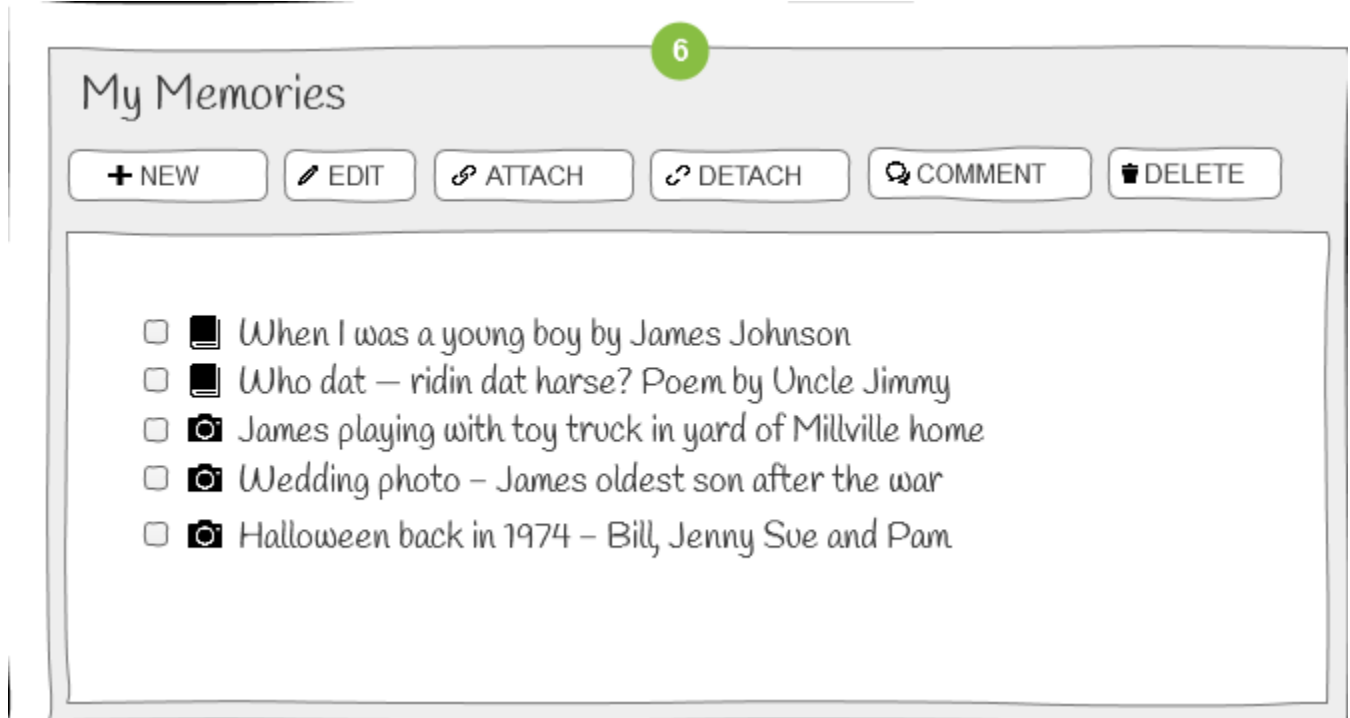 6
My Memories
NEW EDIT ATTACH DETACH COMMENT DELETE
When I was a young boy by James Johnson
Who dat — ridin dat harse? Poem by Uncle Jimmy
James playing with toy truck in yard of Millville home
Wedding photo – James oldest son after the war
Halloween back in 1974 – Bill, Jenny Sue and Pam